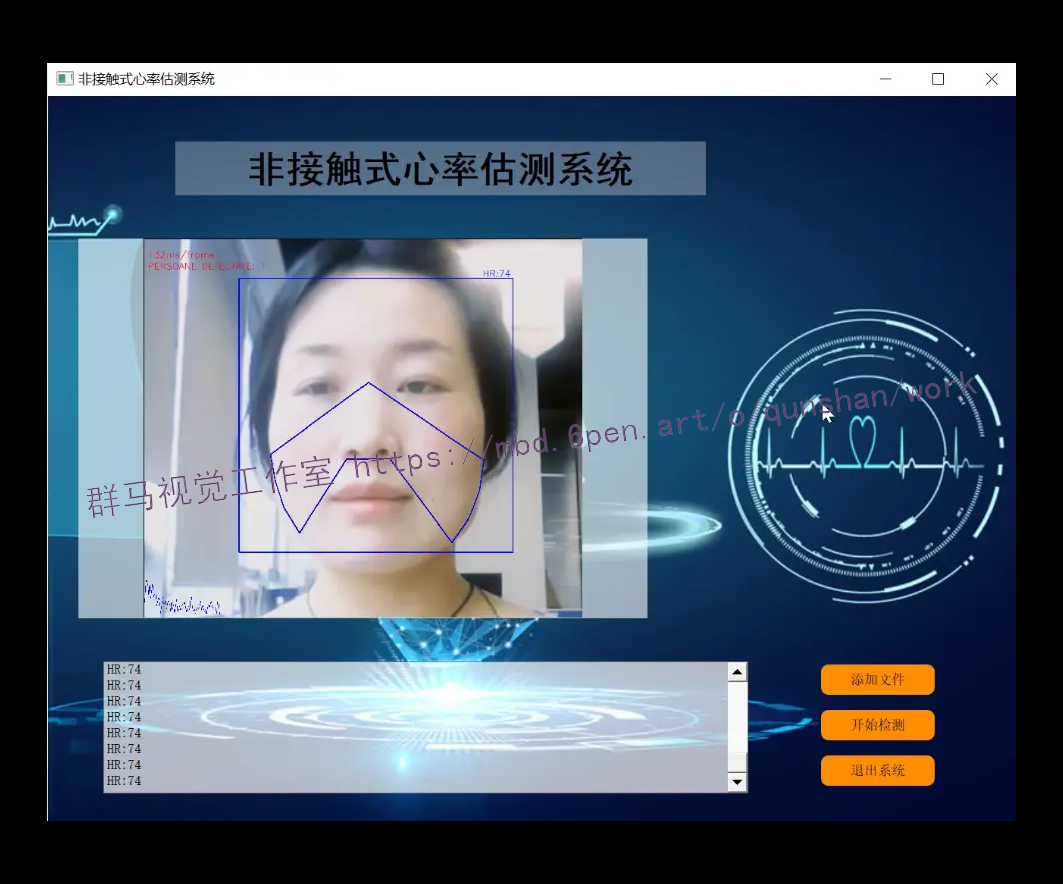 非接触式心率估测系统
非接触式心率估测系统
132ms/frame
PERSOANE DETECTATE: 1
HR:74
群马视觉工作室 https://mbd.6pen.art/o/qunshan/work
HR:74
HR:74
HR:74
HR:74
HR:74
HR:74
HR:74
HR:74
添加文件
开始检测
退出系统